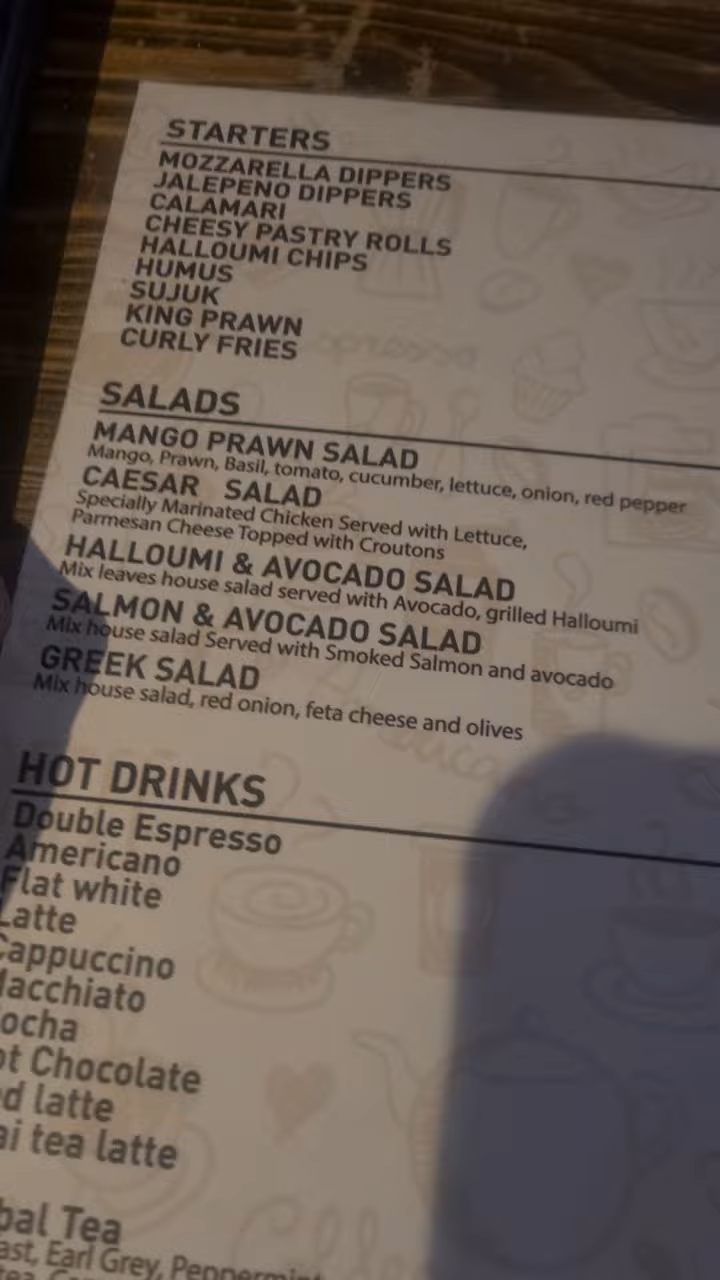 STARTERS
MOZZARELLA DIPPERS
JALEPENO DIPPERS
CALAMARI
CHEESY PASTRY ROLLS
HALLOUMI CHIPS
HUMUS
SUJUK
KING PRAWN
CURLY FRIES
SALADS
MANGO PRAWN SALAD
Mango, Prawn, Basil, tomato, cucumber, lettuce, onion, red pepper
CAESAR SALAD
Specially Marinated Chicken Served with Lettuce,
Parmesan Cheese Topped with Croutons
HALLOUMI & AVOCADO SALAD
Mix leaves house salad served with Avocado, grilled Halloumi
SALMON & AVOCADO SALAD
Mix house salad Served with Smoked Salmon and avocado
GREEK SALAD
Mix house salad, red onion, feta cheese and olives
HOT DRINKS
Double Espresso
Americano
Flat white
Latte
Cappuccino
acchiato
ocha
ot Chocolate
d latte
ai tea latte
bal Tea
ast, Earl Grey, Peppermint